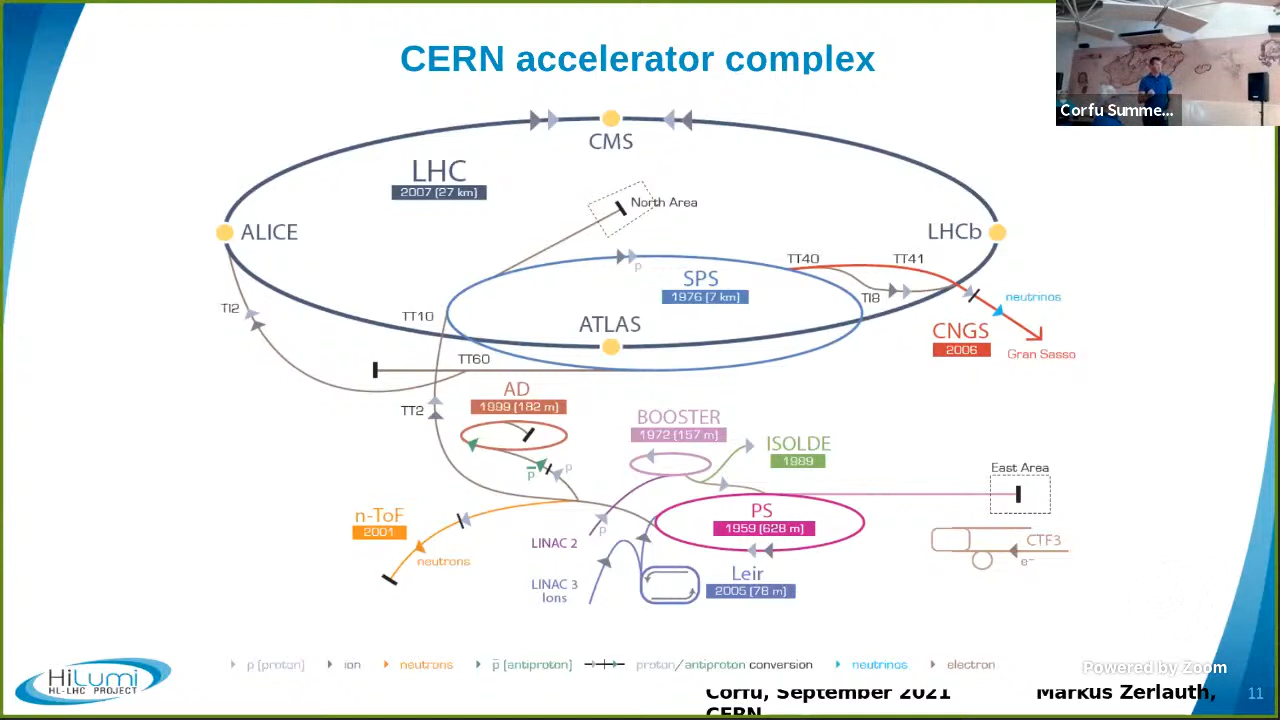 CERN accelerator complex
Corfu Summe...
CMS
LHC
2007 (27 km)
North Area
ALICE
LHCb
TT40
TT41
p
SPS
1976 (7 km)
TI8
neutrinos
TI2
TT10
ATLAS
CNGS
2006
Gran Sasso
TT60
AD
1999 (182 m)
TT2
BOOSTER
1972 (157 m)
ISOLDE
1989
p̅
p
East Area
n-ToF
2001
PS
1959 (628 m)
p
LINAC 2
CTF3
neutrons
e⁻
LINAC 3
Ions
Leir
2005 (78 m)
p (proton)
ion
neutrons
p̅ (antiproton)
proton/antiproton conversion
neutrinos
electron
Powered by Zoom
HiLumi
HL-LHC PROJECT
Corfu, September 2021
Markus Zerlauth,
CERN
11